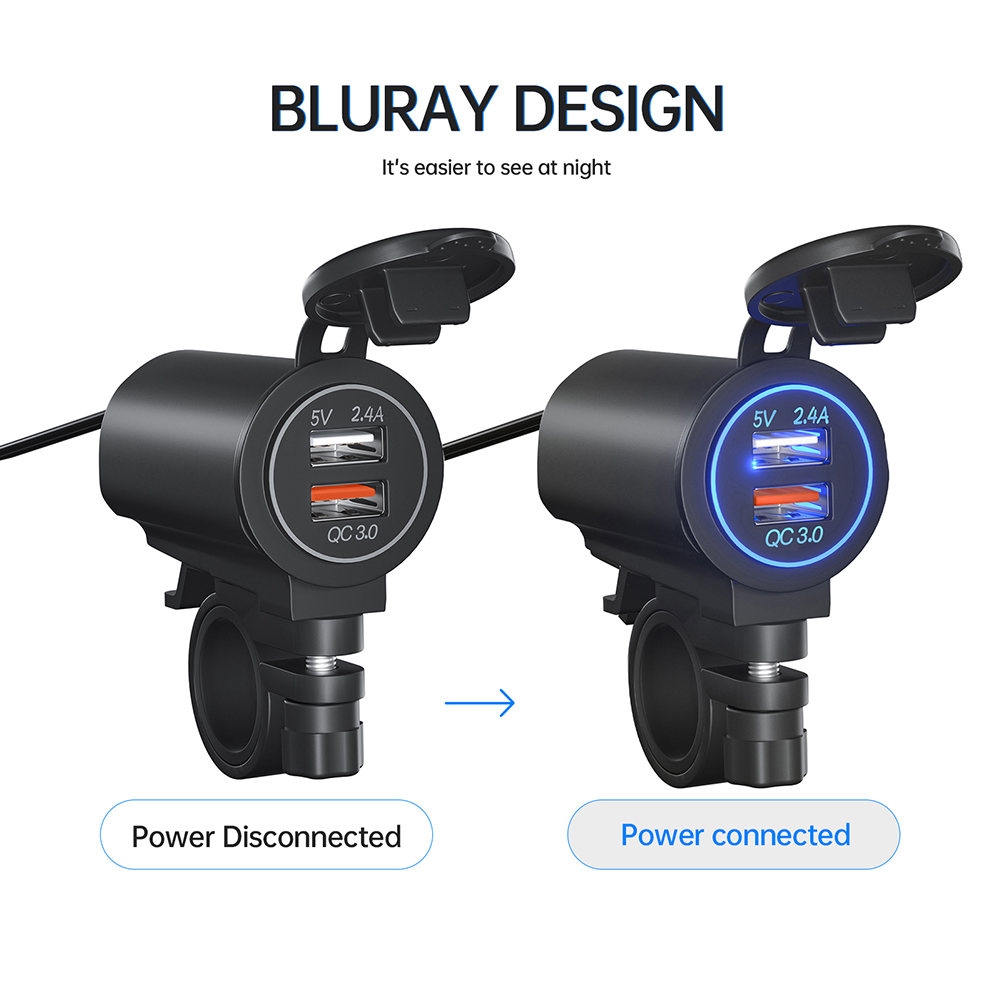 BLURAY DESIGN
It's easier to see at night
5V 2.4A
QC 3.0
5V 2.4A
QC 3.0
Power Disconnected
Power connected